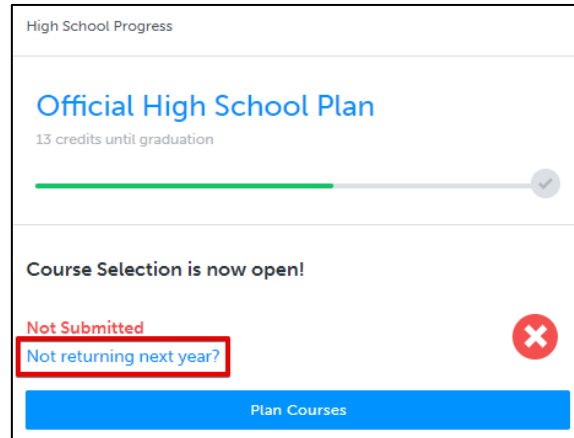 High School Progress
Official High School Plan
13 credits until graduation
Course Selection is now open!
Not Submitted
Not returning next year?
Plan Courses